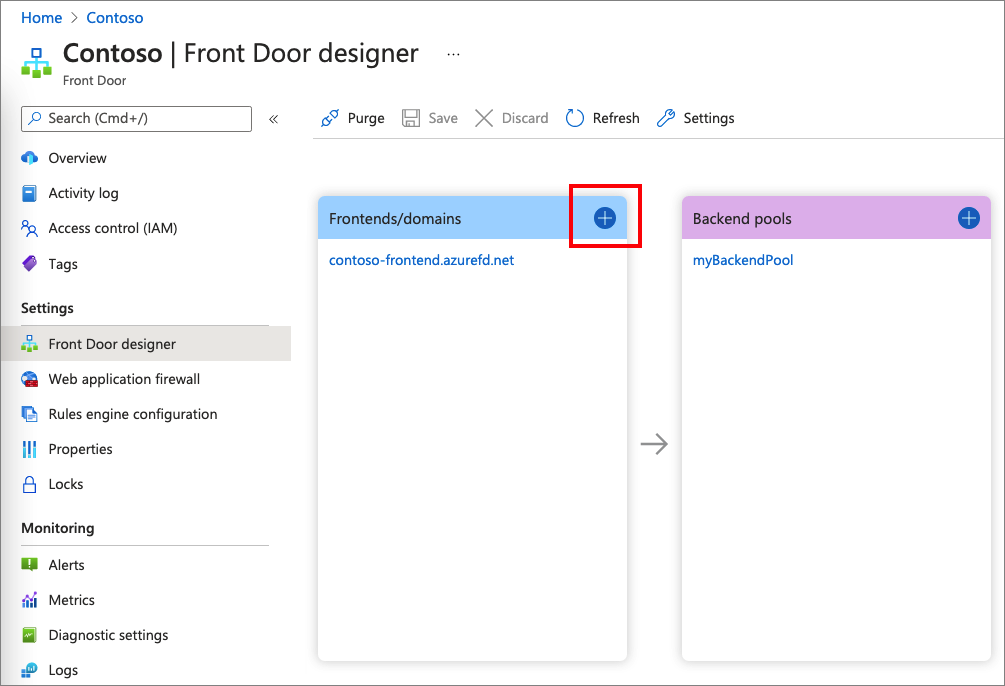 Home > Contoso
Contoso | Front Door designer ...
Front Door
Search (Cmd+/)
«
Purge
Save
Discard
Refresh
Settings
Overview
Activity log
Access control (IAM)
Tags
Settings
Front Door designer
Web application firewall
Rules engine configuration
Properties
Locks
Monitoring
Alerts
Metrics
Diagnostic settings
Logs
Frontends/domains
contoso-frontend.azurefd.net
Backend pools
myBackendPool